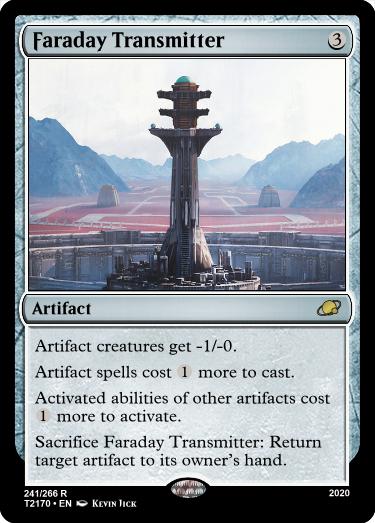 Faraday Transmitter 3
Artifact
Artifact creatures get -1/-0.
Artifact spells cost 1 more to cast.
Activated abilities of other artifacts cost
1 more to activate.
Sacrifice Faraday Transmitter: Return
target artifact to its owner's hand.
241/266 R 2020
T2170 • EN Kevin Jick